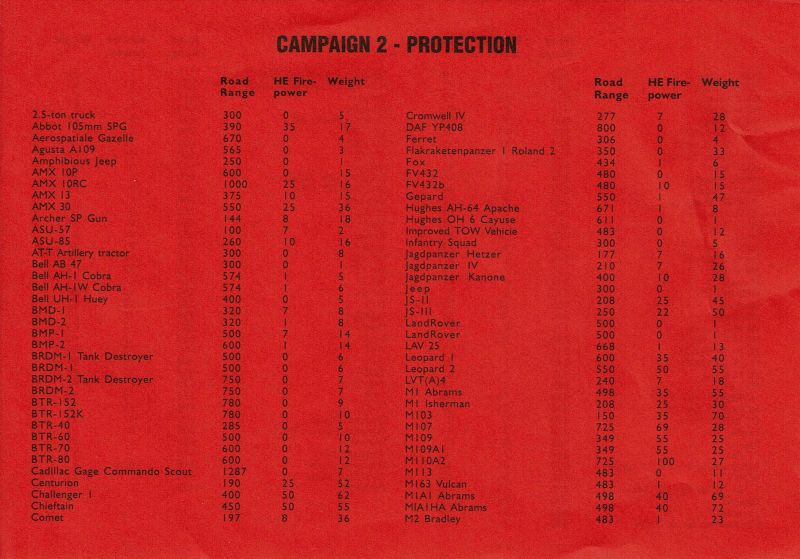 CAMPAIGN 2 - PROTECTION
Road Range HE Fire-power Weight
2.5-ton truck 300 0 5
Abbot 105mm SPG 390 35 17
Aerospatiale Gazelle 670 0 4
Agusta A109 565 0 3
Amphibious Jeep 250 0 1
AMX 10P 600 0 15
AMX 10RC 1000 25 16
AMX 13 375 10 15
AMX 30 550 25 36
Archer SP Gun 144 8 18
ASU-57 100 7 2
ASU-85 260 10 16
AT-T Artillery tractor 300 0 8
Bell AB 47 300 0 1
Bell AH-1 Cobra 574 1 5
Bell AH-1W Cobra 574 1 6
Bell UH-1 Huey 400 0 5
BMD-1 320 7 8
BMD-2 320 1 8
BMP-1 500 7 14
BMP-2 600 1 14
BRDM-1 Tank Destroyer 500 0 6
BRDM-1 500 0 6
BRDM-2 Tank Destroyer 750 0 7
BRDM-2 750 0 7
BTR-152 780 0 9
BTR-152K 780 0 10
BTR-40 285 0 5
BTR-60 500 0 10
BTR-70 600 0 12
BTR-80 600 0 12
Cadillac Gage Commando Scout 1287 0 7
Centurion 190 25 52
Challenger 1 400 50 62
Chieftain 450 50 55
Comet 197 8 36
Road Range HE Fire-power Weight
Cromwell IV 277 7 28
DAF YP408 800 0 12
Ferret 306 0 4
Flakraketenpanzer 1 Roland 2 350 0 33
Fox 434 1 6
FV432 480 0 15
FV432b 480 10 15
Gepard 550 1 47
Hughes AH-64 Apache 671 1 8
Hughes OH 6 Cayuse 611 0 1
Improved TOW Vehicle 483 0 12
Infantry Squad 300 0 5
Jagdpanzer Hetzer 177 7 16
Jagdpanzer IV 210 7 26
Jagdpanzer Kanone 400 10 28
Jeep 300 0 1
JS-II 208 25 45
JS-III 250 22 50
LandRover 500 0 1
LandRover 500 0 1
LAV 25 668 1 13
Leopard 1 600 35 40
Leopard 2 550 50 55
LVT(A)4 240 7 18
M1 Abrams 498 35 55
M1 Isherman 208 25 30
M103 150 35 70
M107 725 69 28
M109 349 55 25
M109A1 349 55 25
M110A2 725 100 27
M113 483 0 11
M163 Vulcan 483 1 12
M1A1 Abrams 498 40 69
MIA1HA Abrams 498 40 72
M2 Bradley 483 1 23